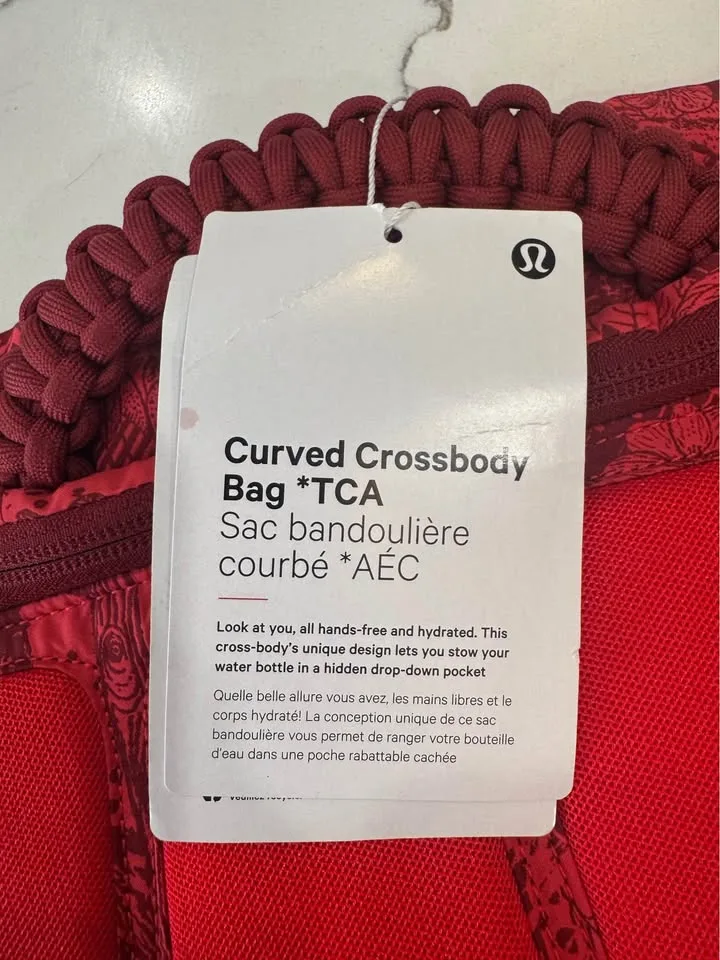 Curved Crossbody
Bag *TCA
Sac bandoulière
courbé *AÉC
Look at you, all hands-free and hydrated. This
cross-body's unique design lets you stow your
water bottle in a hidden drop-down pocket
Quelle belle allure vous avez, les mains libres et le
corps hydraté! La conception unique de ce sac
bandoulière vous permet de ranger votre bouteille
d'eau dans une poche rabattable cachée